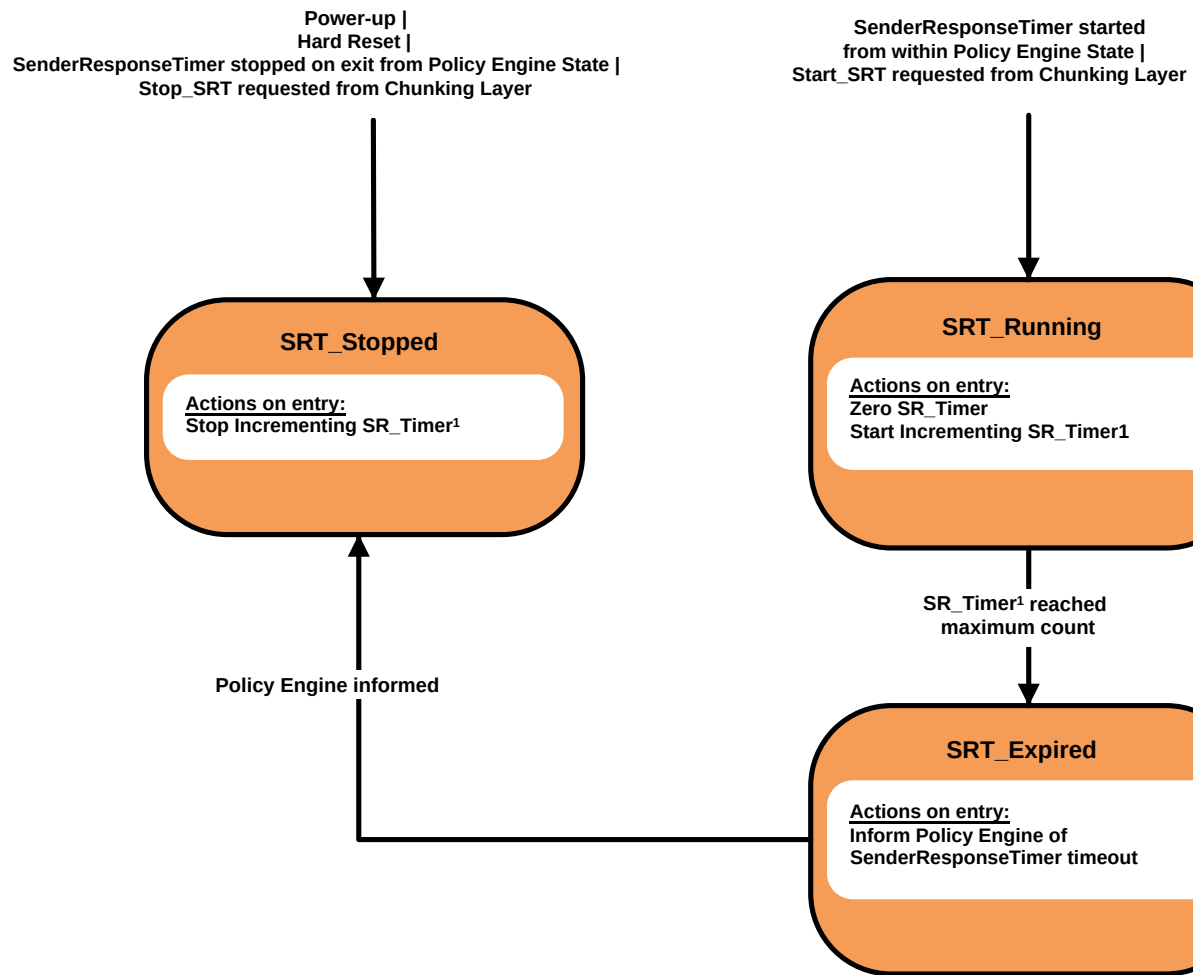 Power-up |
Hard Reset |
SenderResponseTimer stopped on exit from Policy Engine State |
Stop_SRT requested from Chunking Layer
SenderResponseTimer started
from within Policy Engine State |
Start_SRT requested from Chunking Layer
SRT_Stopped
Actions on entry:
Stop Incrementing SR_Timer¹
SRT_Running
Actions on entry:
Zero SR_Timer
Start Incrementing SR_Timer1
SR_Timer¹ reached
maximum count
Policy Engine informed
SRT_Expired
Actions on entry:
Inform Policy Engine of
SenderResponseTimer timeout